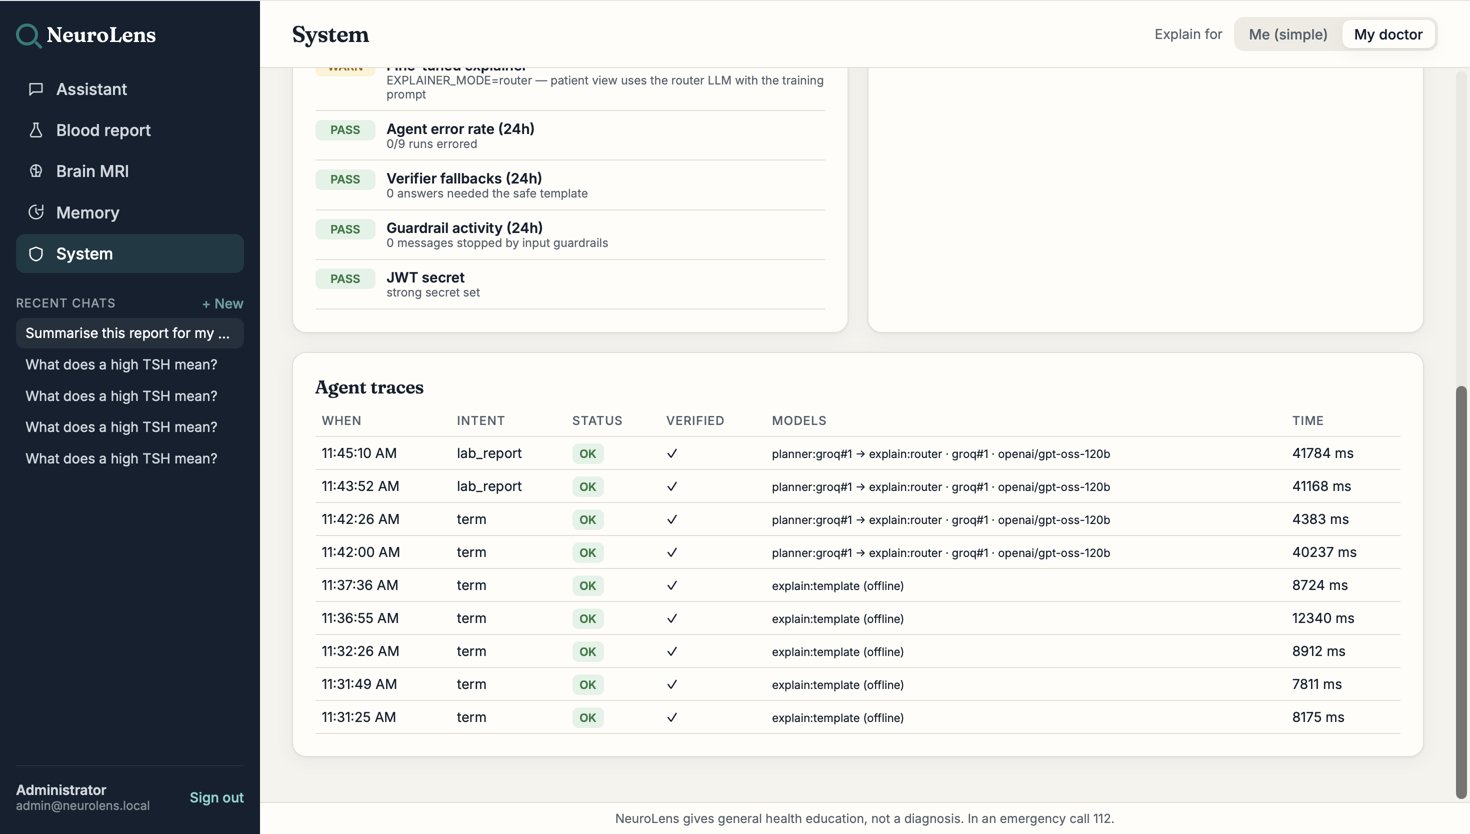 NeuroLens
Assistant
Blood report
Brain MRI
Memory
System
RECENT CHATS
+ New
Summarise this report for my ...
What does a high TSH mean?
What does a high TSH mean?
What does a high TSH mean?
What does a high TSH mean?
Administrator
admin@neurolens.local
Sign out
System
Explain for
Me (simple)
My doctor
WARN
Fine-tuned explainer
EXPLAINER_MODE=router — patient view uses the router LLM with the training
prompt
PASS
Agent error rate (24h)
0/9 runs errored
PASS
Verifier fallbacks (24h)
0 answers needed the safe template
PASS
Guardrail activity (24h)
0 messages stopped by input guardrails
PASS
JWT secret
strong secret set
Agent traces
WHEN INTENT STATUS VERIFIED MODELS TIME
11:45:10 AM lab_report OK ✓ planner:groq#1 → explain:router · groq#1 · openai/gpt-oss-120b 41784 ms
11:43:52 AM lab_report OK ✓ planner:groq#1 → explain:router · groq#1 · openai/gpt-oss-120b 41168 ms
11:42:26 AM term OK ✓ planner:groq#1 → explain:router · groq#1 · openai/gpt-oss-120b 4383 ms
11:42:00 AM term OK ✓ planner:groq#1 → explain:router · groq#1 · openai/gpt-oss-120b 40237 ms
11:37:36 AM term OK ✓ explain:template (offline) 8724 ms
11:36:55 AM term OK ✓ explain:template (offline) 12340 ms
11:32:26 AM term OK ✓ explain:template (offline) 8912 ms
11:31:49 AM term OK ✓ explain:template (offline) 7811 ms
11:31:25 AM term OK ✓ explain:template (offline) 8175 ms
NeuroLens gives general health education, not a diagnosis. In an emergency call 112.